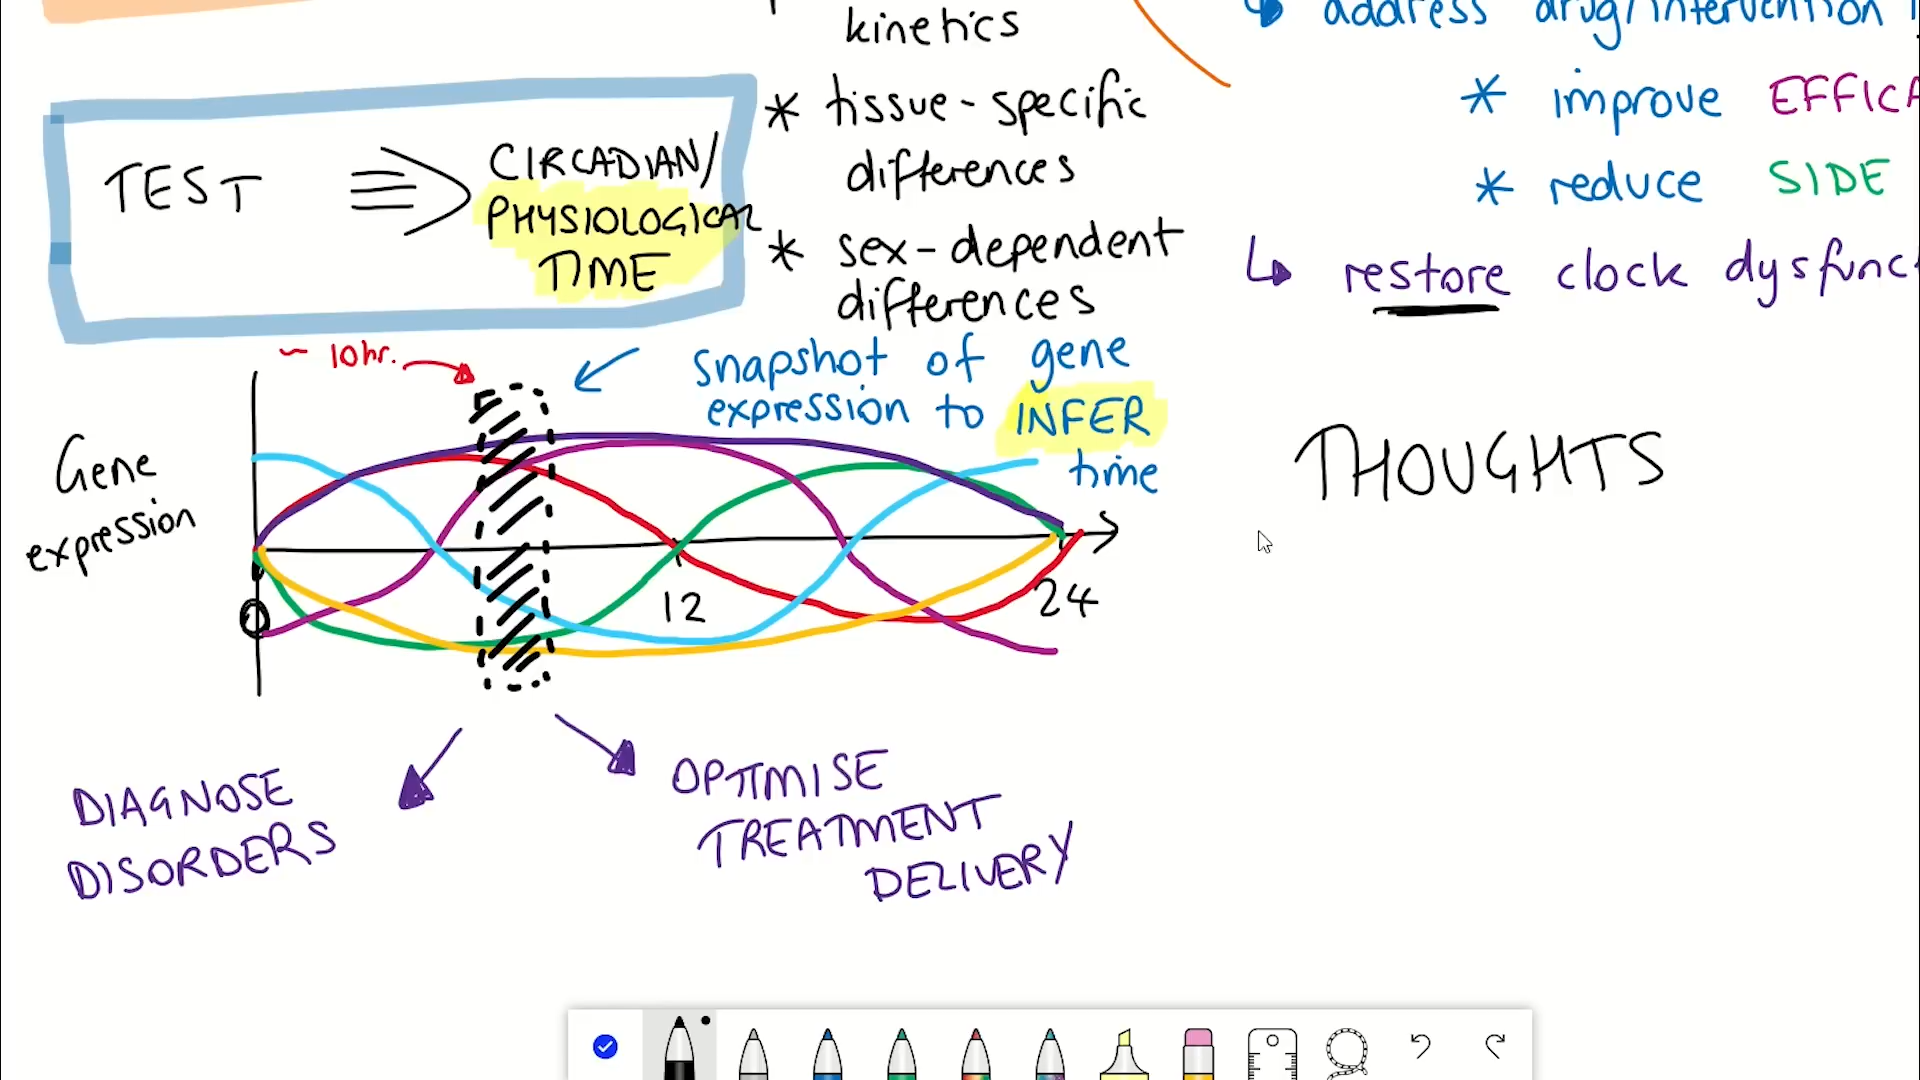 kinetics
* tissue-specific
differences
* sex-dependent
differences
address drug/intervention
* improve
* reduce SIDE
restore clock
TEST
CIRCADIAN/
PHYSIOLOGICAL
TIME
~ 10hr.
snapshot of gene
expression to INFER
time
Gene
expression
0
12
24
THOUGHTS
DIAGNOSE
DISORDERS
OPTIMISE
TREATMENT
DELIVERY